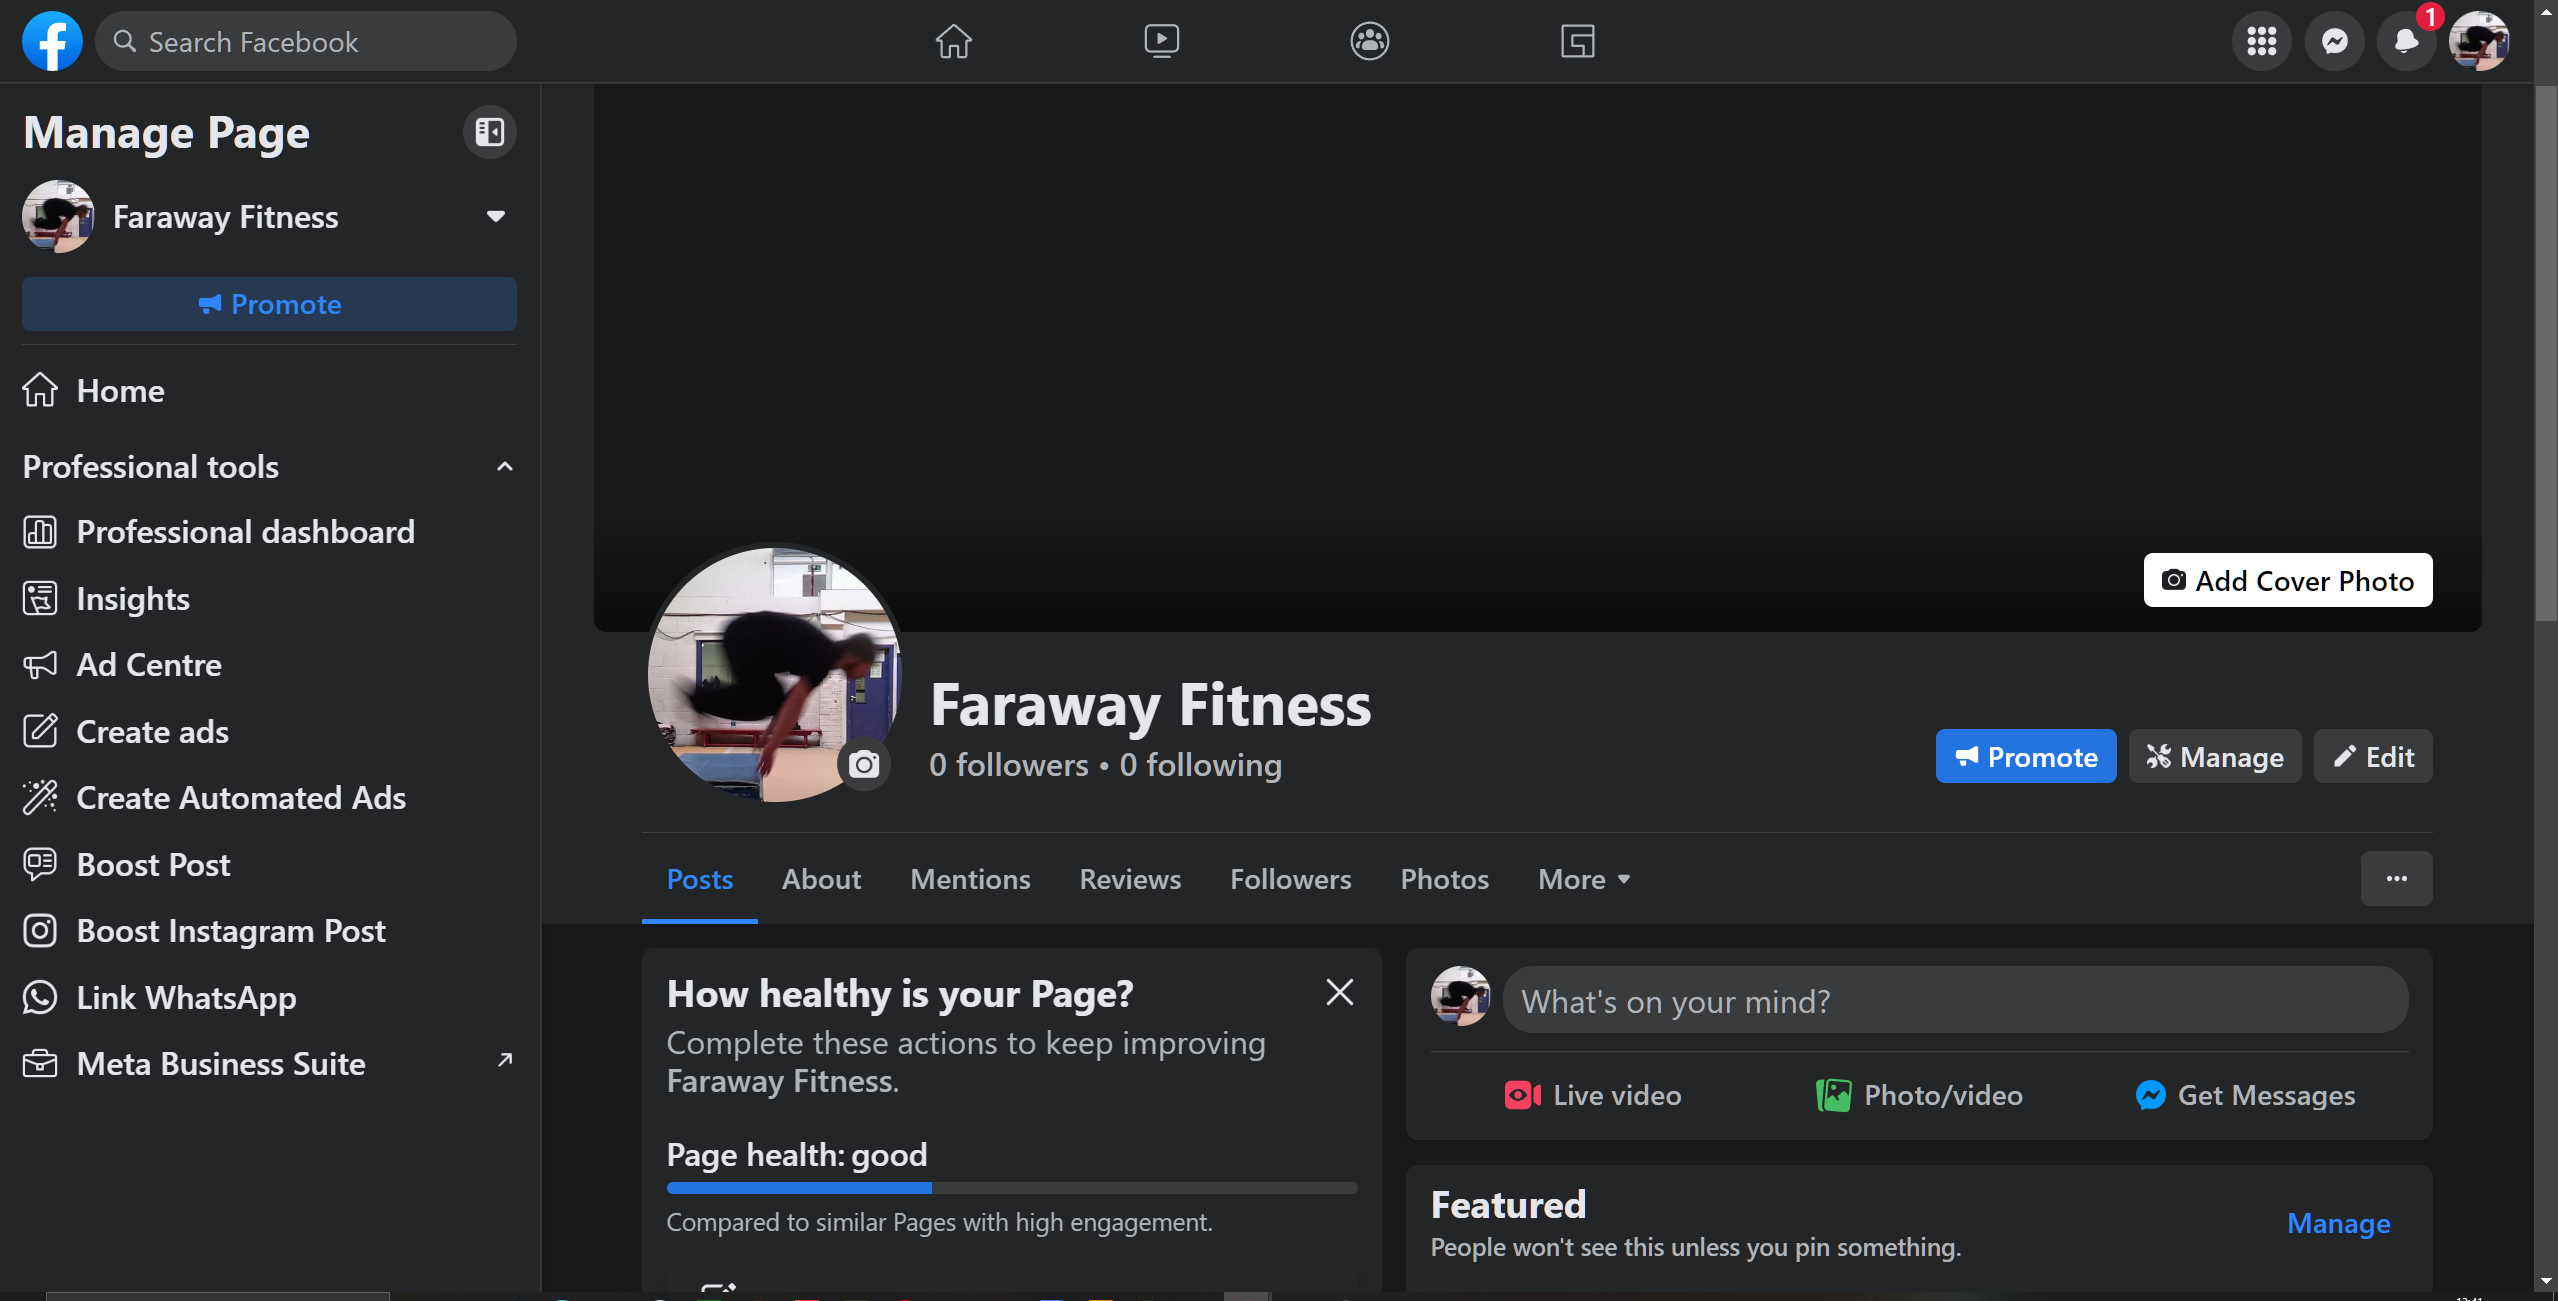 Search Facebook
1
Manage Page
Faraway Fitness
Promote
Home
Professional tools
Professional dashboard
Insights
Ad Centre
Create ads
Create Automated Ads
Boost Post
Boost Instagram Post
Link WhatsApp
Meta Business Suite
Add Cover Photo
Faraway Fitness
0 followers • 0 following
Promote
Manage
Edit
Posts
About
Mentions
Reviews
Followers
Photos
More
How healthy is your Page?
Complete these actions to keep improving
Faraway Fitness.
Page health: good
Compared to similar Pages with high engagement.
What's on your mind?
Live video
Photo/video
Get Messages
Featured
Manage
People won't see this unless you pin something.